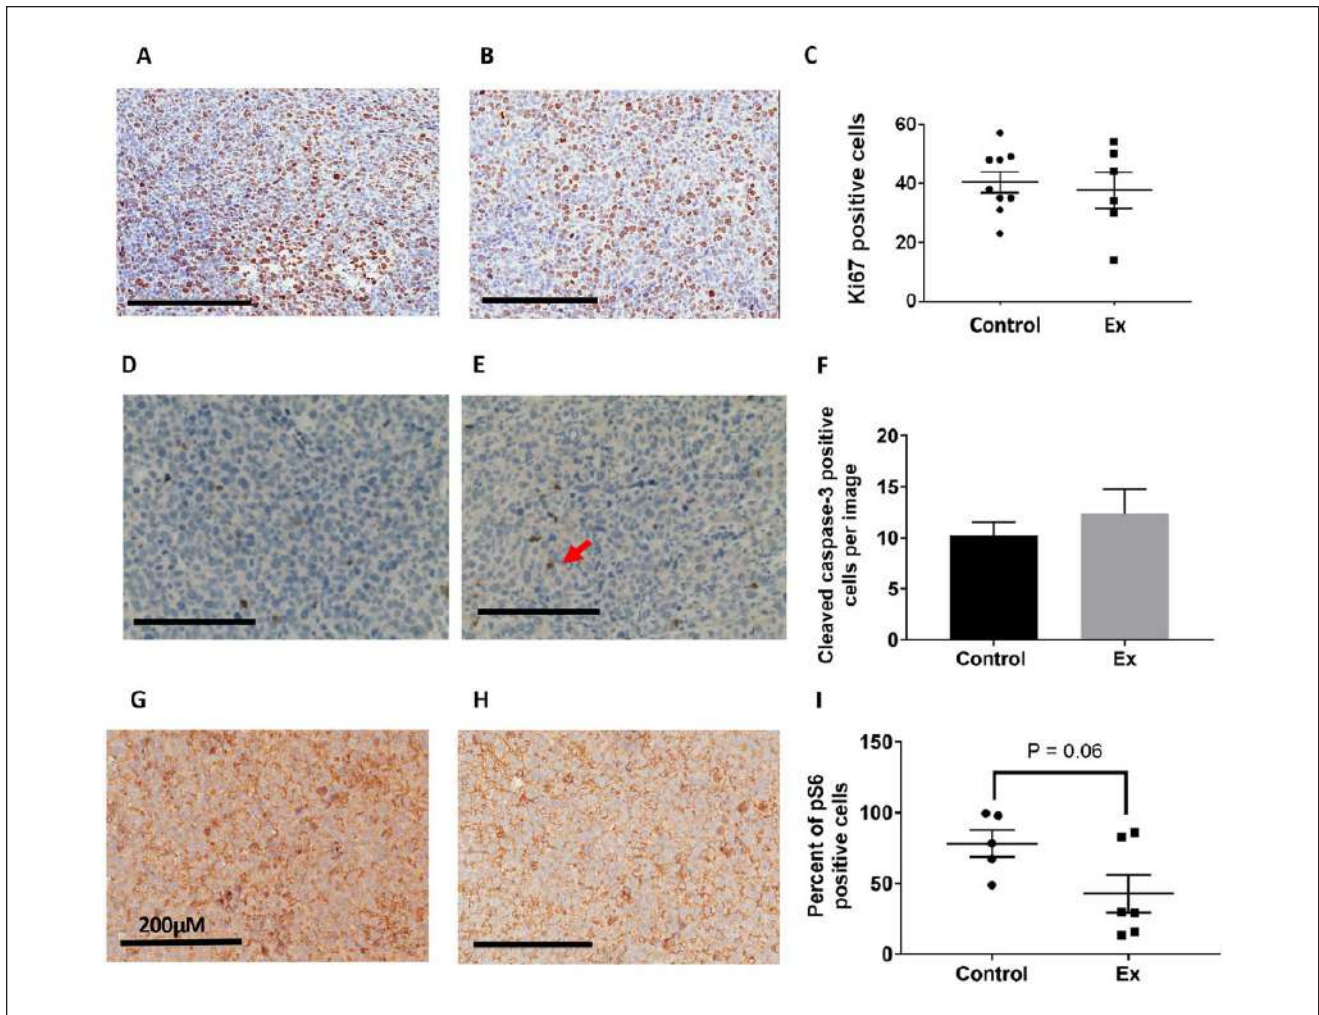 A
B
C
Ki67 positive cells
60
40
20
0
Control
Ex
D
E
F
Cleaved caspase-3 positive
cells per image
20
15
10
5
0
Control
Ex
G
H
I
200µM
Percent of pS6
positive cells
150
100
50
0
P = 0.06
Control
Ex